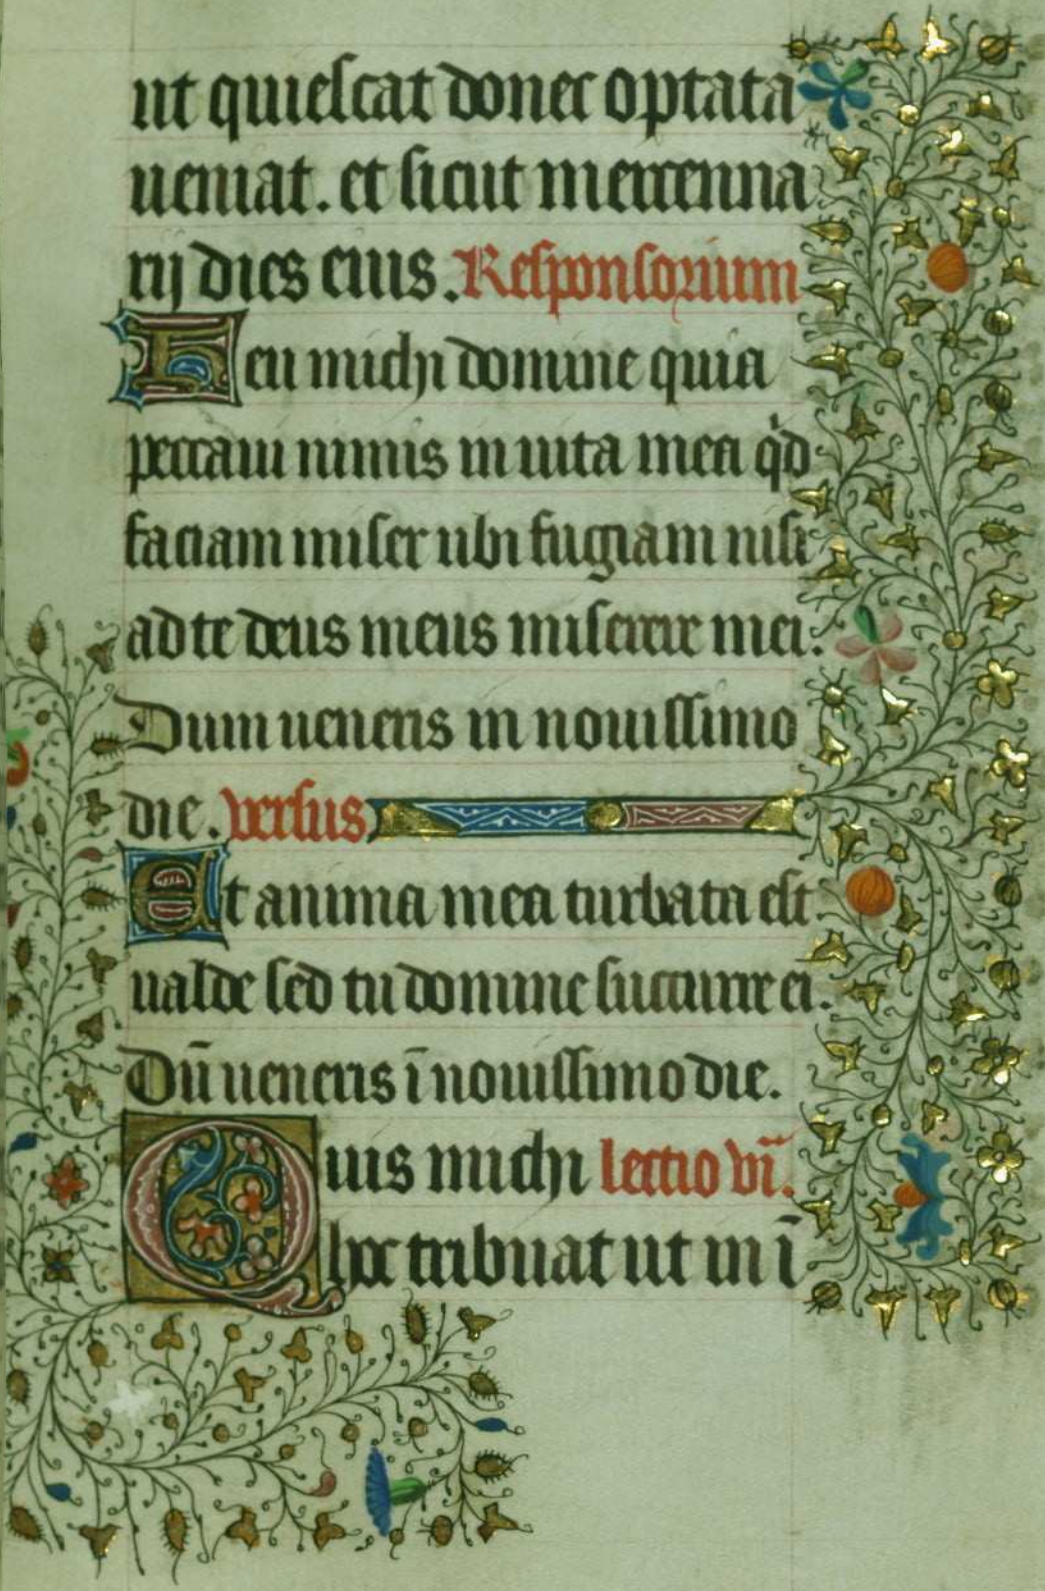 ut quiescat donec optata
ueniat. et sicut mercenna
rij dies eius. Responsorium
Heu michi domine quia
peccaui nimis in uita mea qͥd
faciam miser ubi fugiam nisi
ad te deus meus miserere mei.
Dum ueneris in nouissimo
die. versus
Et anima mea turbata est
ualde sed tu domine succurre ei.
Dū ueneris ī nouissimo die.
Quis michi lectio vi͞.
hoc tribuat ut in ī